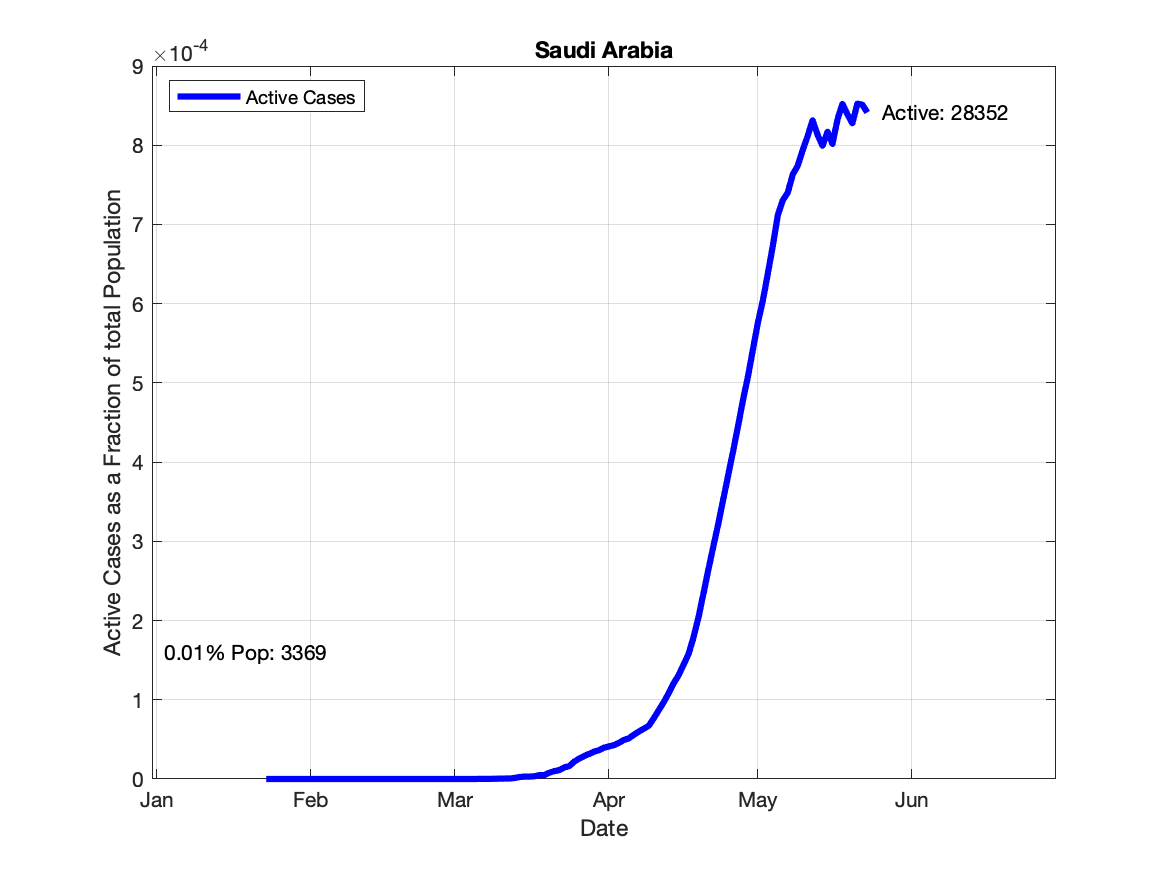 Saudi Arabia
×10⁻⁴
9
8
7
6
5
4
3
2
1
0
Active Cases as a Fraction of total Population
Active Cases
Active: 28352
0.01% Pop: 3369
Jan Feb Mar Apr May Jun
Date